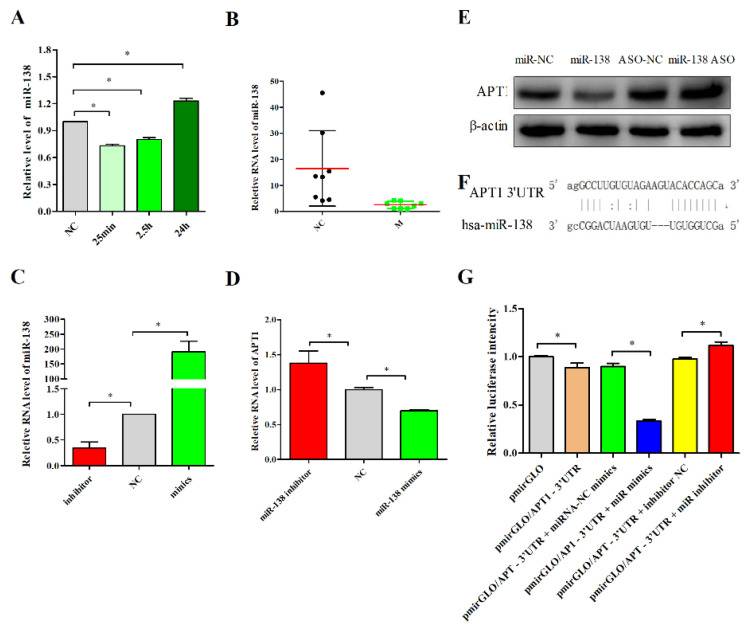 A
Relative level of miR-138
1.8
1.5
1.2
0.9
0.6
0.3
0.0
*
*
*
NC
25min
2.5h
24h
B
Reletive RNA level of miR-138
60
50
40
30
20
10
0
NC
M
C
Reletive RNA level of miR-138
300
250
200
150
100
1.5
1.0
0.5
0.0
*
*
inhibitor
NC
minics
D
Reletive RNA level of APT1
2.0
1.5
1.0
0.5
0.0
*
*
miR-138 inhibitor
NC
miR-138 mimics
E
miR-NC miR-138 ASO-NC miR-138 ASO
APT1
β-actin
F
APT1 3'UTR 5' agGCCUUGUGUAGAAGUACACCAGCa 3'
hsa-miR-138 3' gcCGGACUAAGUGU---UGUGGUCGa 5'
G
Relative luciferase intencity
1.5
1.0
0.5
0.0
*
*
*
pmirGLO
pmirGLO/APT1 - 3'UTR
pmirGLO/APT - 3'UTR + miRNA-NC mimics
pmirGLO/AP1 - 3'UTR + miR mimics
pmirGLO/APT - 3'UTR + inhibitor NC
pmirGLO/APT - 3'UTR + miR inhibitor